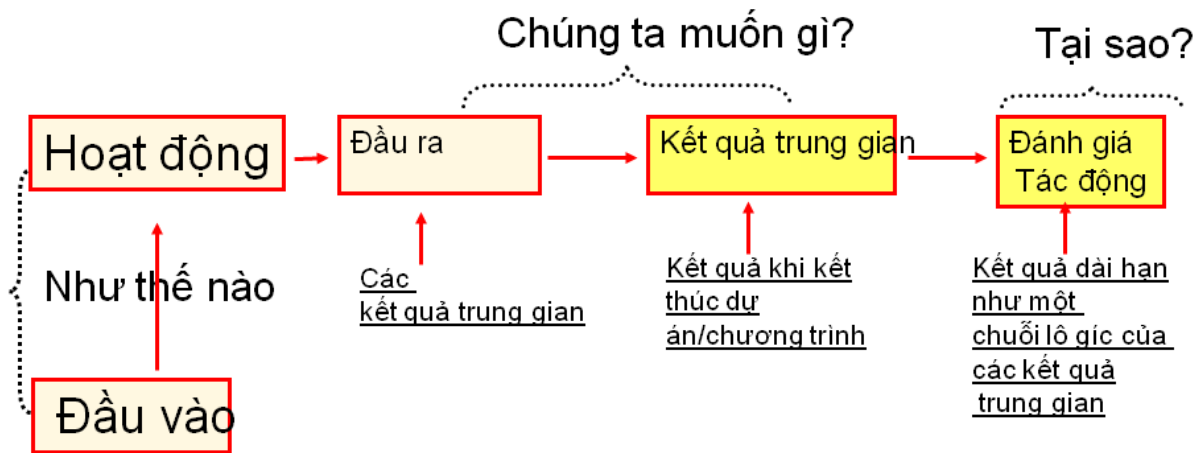 Chúng ta muốn gì?
Tại sao?
Hoạt động
Đầu ra
Kết quả trung gian
Đánh giá
Tác động
Như thế nào
Các
kết quả trung gian
Kết quả khi kết
thúc dự
án/chương trình
Kết quả dài hạn
như một
chuỗi lô gíc của
các kết quả
trung gian
Đầu vào